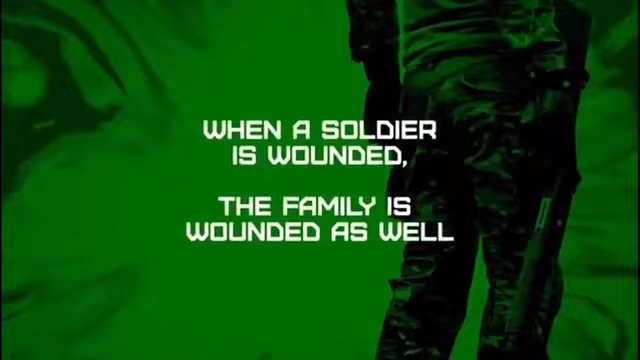 WHEN A SOLDIER
IS WOUNDED,
THE FAMILY IS
WOUNDED AS WELL